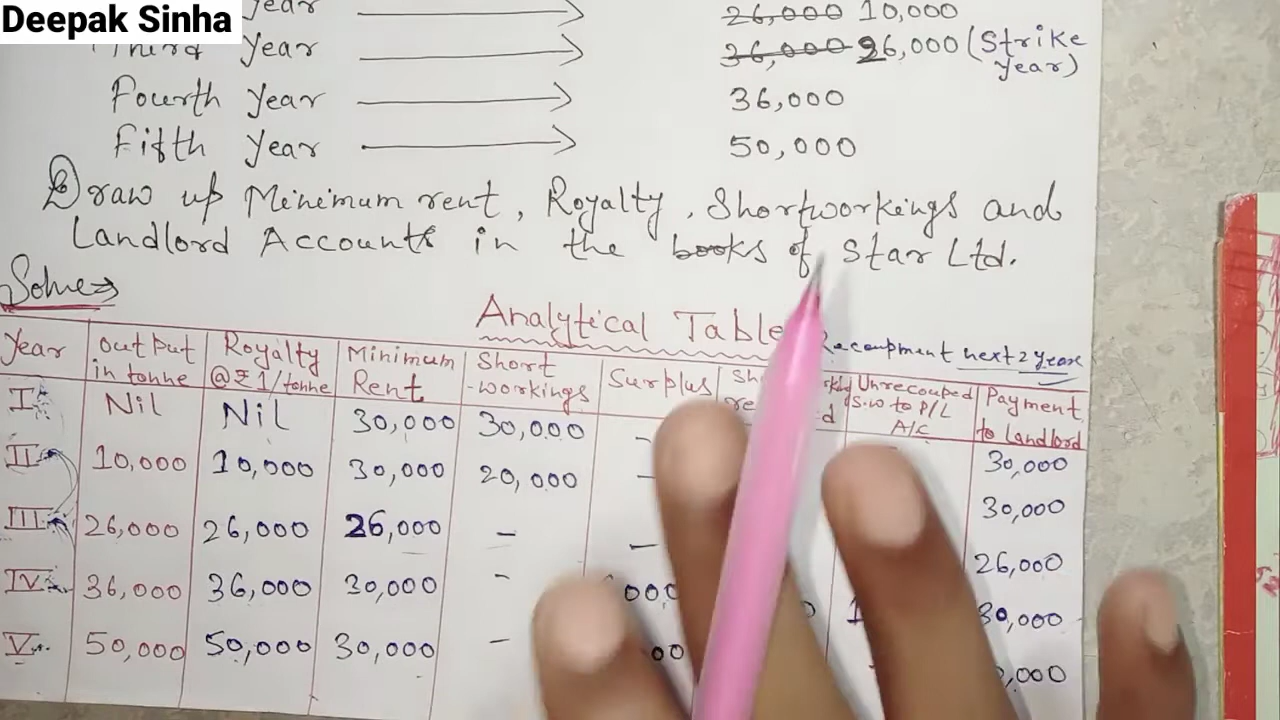 Deepak Sinha
Year 26,000 10,000
Third Year 36,000 26,000 (Strike Year)
Fourth Year 36,000
Fifth Year 50,000
Draw up Minimum rent, Royalty, Shortworkings and
Landlord Accounts in the books of Star Ltd.
Solve
Analytical Table
Recoupment next 2 years
Year
output in tonne
Royalty @ ₹ 1/tonne
Minimum Rent
Short -workings
Surplus
Unrecouped S.w to P/L A/C
Payment to landlord
I Nil Nil 30,000 30,000 - 30,000
II 10,000 10,000 30,000 20,000 - 30,000
III 26,000 26,000 26,000 - - 26,000
IV 36,000 36,000 30,000 - 30,000
V 50,000 50,000 30,000 -